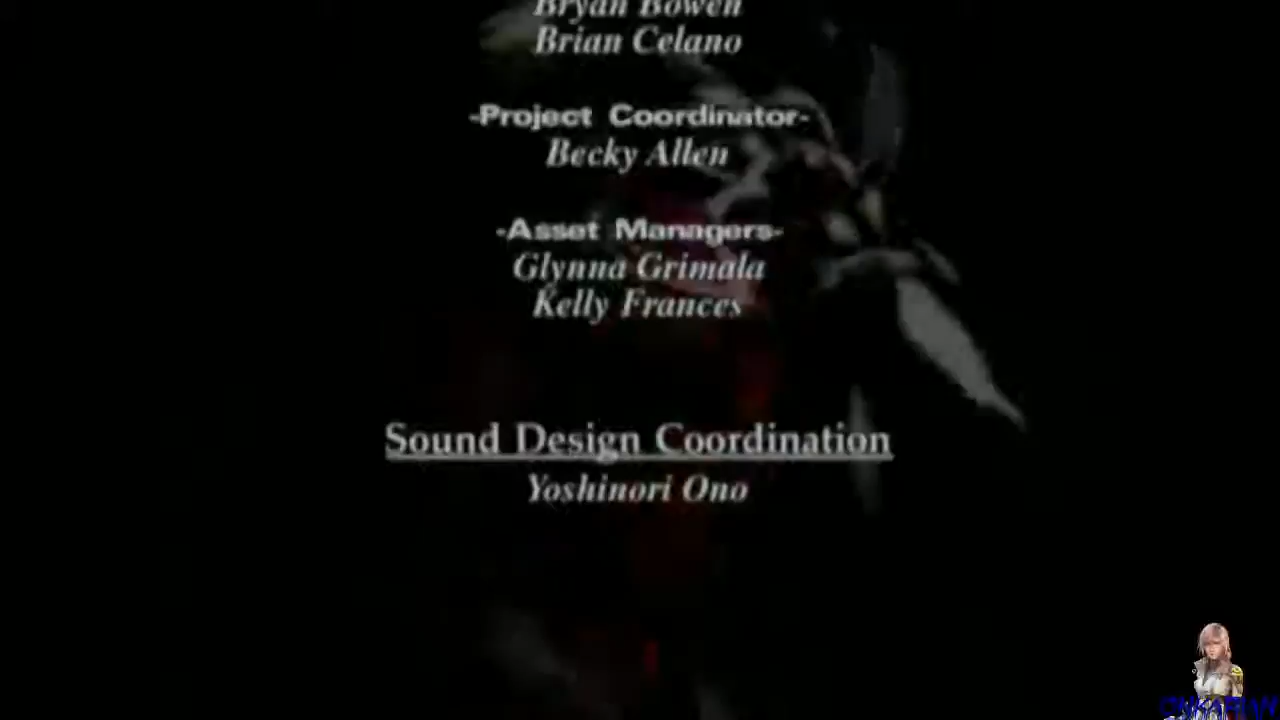 Bryan Bowen
Brian Celano
-Project Coordinator-
Becky Allen
-Asset Managers-
Glynna Grimala
Kelly Frances
Sound Design Coordination
Yoshinori Ono